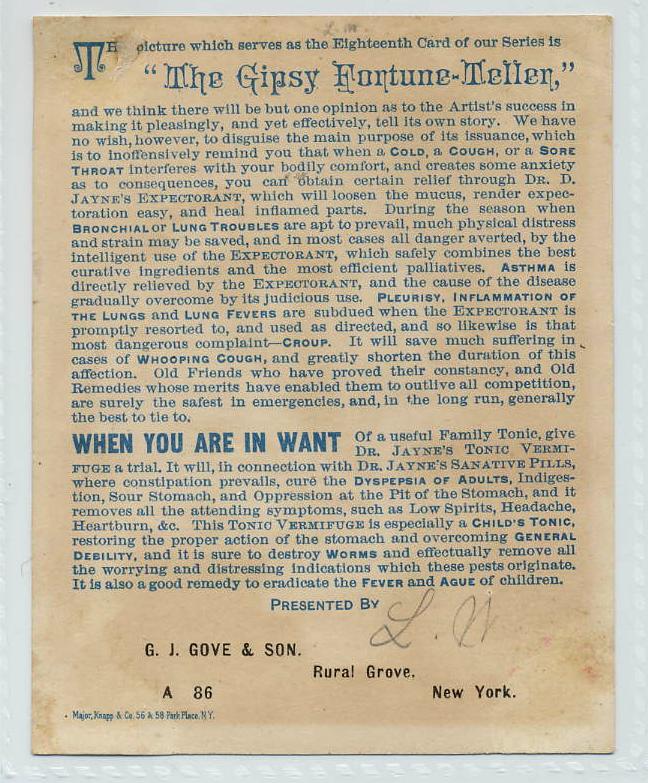 L. W.
The picture which serves as the Eighteenth Card of our Series is
“The Gipsy Fortune-Teller,”
and we think there will be but one opinion as to the Artist's success in
making it pleasingly, and yet effectively, tell its own story. We have
no wish, however, to disguise the main purpose of its issuance, which
is to inoffensively remind you that when a COLD, a COUGH, or a SORE
THROAT interferes with your bodily comfort, and creates some anxiety
as to consequences, you can obtain certain relief through DR. D.
JAYNE'S EXPECTORANT, which will loosen the mucus, render expec-
toration easy, and heal inflamed parts. During the season when
BRONCHIAL or LUNG TROUBLES are apt to prevail, much physical distress
and strain may be saved, and in most cases all danger averted, by the
intelligent use of the EXPECTORANT, which safely combines the best
curative ingredients and the most efficient palliatives. ASTHMA is
directly relieved by the EXPECTORANT, and the cause of the disease
gradually overcome by its judicious use. PLEURISY, INFLAMMATION OF
THE LUNGS and LUNG FEVERS are subdued when the EXPECTORANT is
promptly resorted to, and used as directed, and so likewise is that
most dangerous complaint—CROUP. It will save much suffering in
cases of WHOOPING COUGH, and greatly shorten the duration of this
affection. Old Friends who have proved their constancy, and Old
Remedies whose merits have enabled them to outlive all competition,
are surely the safest in emergencies, and, in the long run, generally
the best to tie to.
WHEN YOU ARE IN WANT Of a useful Family Tonic, give
DR. JAYNE'S TONIC VERMI-
FUGE a trial. It will, in connection with DR. JAYNE'S SANATIVE PILLS,
where constipation prevails, cure the DYSPEPSIA OF ADULTS, Indiges-
tion, Sour Stomach, and Oppression at the Pit of the Stomach, and it
removes all the attending symptoms, such as Low Spirits, Headache,
Heartburn, &c. This TONIC VERMIFUGE is especially a CHILD'S TONIC,
restoring the proper action of the stomach and overcoming GENERAL
DEBILITY, and it is sure to destroy WORMS and effectually remove all
the worrying and distressing indications which these pests originate.
It is also a good remedy to eradicate the FEVER and AGUE of children.
PRESENTED BY
L. W
G. J. GOVE & SON.
Rural Grove.
A 86 New York.
Major, Knapp & Co. 56 & 58 Park Place. N.Y.